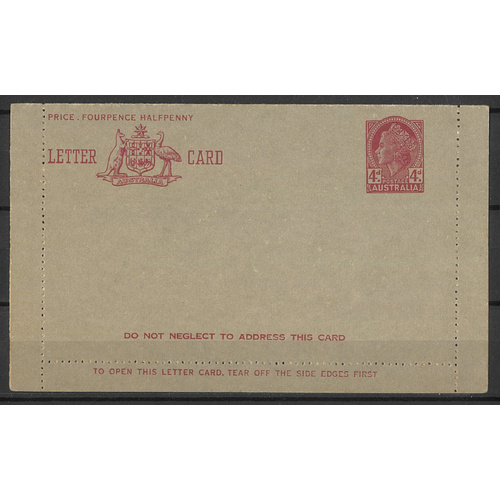 PRICE. FOURPENCE HALFPENNY
LETTER CARD
AUSTRALIA
4D. POSTAGE 4D.
AUSTRALIA
DO NOT NEGLECT TO ADDRESS THIS CARD
TO OPEN THIS LETTER CARD, TEAR OFF THE SIDE EDGES FIRST